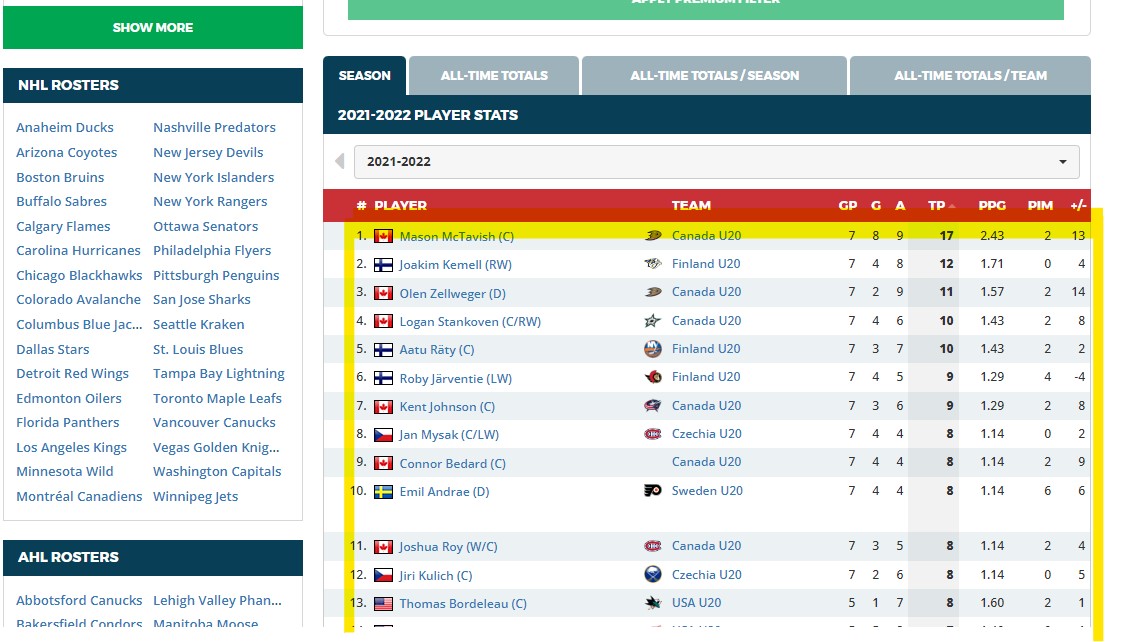 APPLY PREMIUM FILTER
SHOW MORE
NHL ROSTERS
Anaheim Ducks Nashville Predators
Arizona Coyotes New Jersey Devils
Boston Bruins New York Islanders
Buffalo Sabres New York Rangers
Calgary Flames Ottawa Senators
Carolina Hurricanes Philadelphia Flyers
Chicago Blackhawks Pittsburgh Penguins
Colorado Avalanche San Jose Sharks
Columbus Blue Jac... Seattle Kraken
Dallas Stars St. Louis Blues
Detroit Red Wings Tampa Bay Lightning
Edmonton Oilers Toronto Maple Leafs
Florida Panthers Vancouver Canucks
Los Angeles Kings Vegas Golden Knig...
Minnesota Wild Washington Capitals
Montréal Canadiens Winnipeg Jets
AHL ROSTERS
Abbotsford Canucks Lehigh Valley Phan...
Bakersfield Condors Manitoba Moose
SEASON ALL-TIME TOTALS ALL-TIME TOTALS / SEASON ALL-TIME TOTALS / TEAM
2021-2022 PLAYER STATS
2021-2022
# PLAYER TEAM GP G A TP PPG PIM +/-
1. Mason McTavish (C) Canada U20 7 8 9 17 2.43 2 13
2. Joakim Kemell (RW) Finland U20 7 4 8 12 1.71 0 4
3. Olen Zellweger (D) Canada U20 7 2 9 11 1.57 2 14
4. Logan Stankoven (C/RW) Canada U20 7 4 6 10 1.43 2 8
5. Aatu Räty (C) Finland U20 7 3 7 10 1.43 2 2
6. Roby Järventie (LW) Finland U20 7 4 5 9 1.29 4 -4
7. Kent Johnson (C) Canada U20 7 3 6 9 1.29 2 8
8. Jan Mysak (C/LW) Czechia U20 7 4 4 8 1.14 0 2
9. Connor Bedard (C) Canada U20 7 4 4 8 1.14 2 9
10. Emil Andrae (D) Sweden U20 7 4 4 8 1.14 6 6
11. Joshua Roy (W/C) Canada U20 7 3 5 8 1.14 2 4
12. Jiri Kulich (C) Czechia U20 7 2 6 8 1.14 0 5
13. Thomas Bordeleau (C) USA U20 5 1 7 8 1.60 2 1